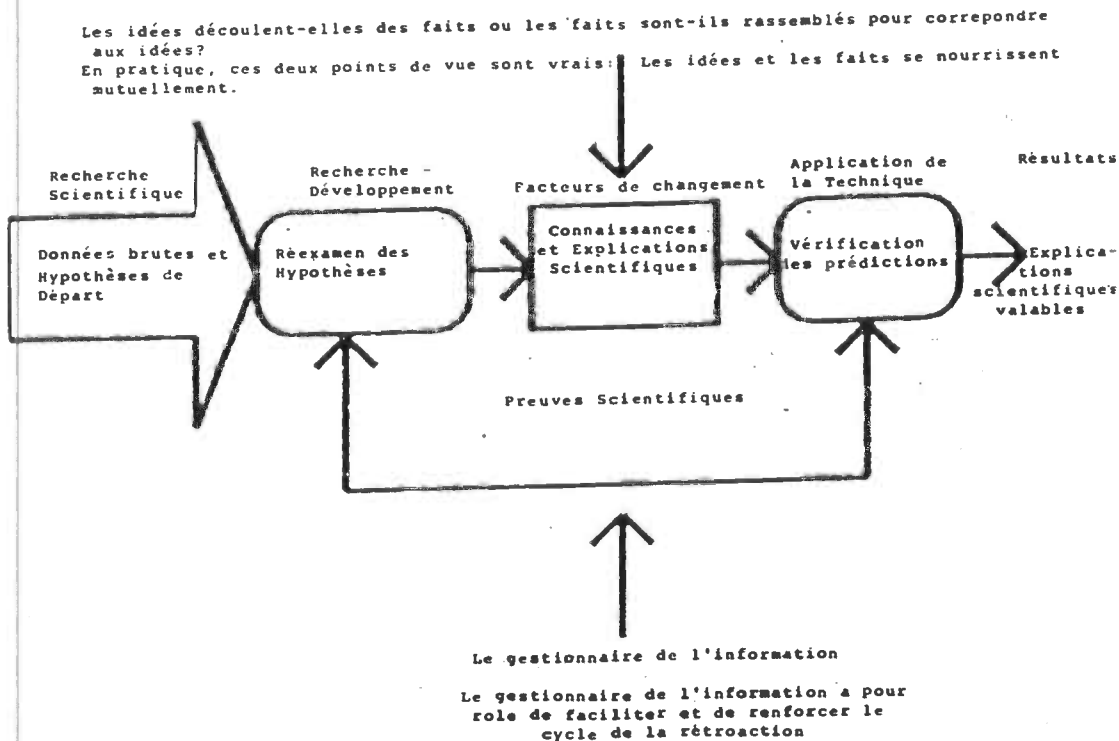 Les idées découlent-elles des faits ou les faits sont-ils rassemblés pour correpondre
aux idées?
En pratique, ces deux points de vue sont vrais: Les idées et les faits se nourrissent
mutuellement.
Recherche
Scientifique
Données brutes et
Hypothèses de
Départ
Recherche -
Développement
Réexamen des
Hypothèses
Facteurs de changement
Connaissances
et Explications
Scientifiques
Application de
la Technique
Vérification
les prédictions
Résultats
Explica-
tions
scientifiques
valables
Preuves Scientifiques
Le gestionnaire de l'information
Le gestionnaire de l'information a pour
role de faciliter et de renforcer le
cycle de la rétroaction